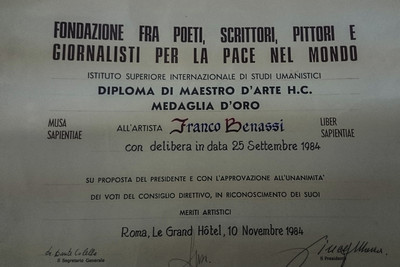 FONDAZIONE FRA POETI, SCRITTORI, PITTORI E
GIORNALISTI PER LA PACE NEL MONDO
ISTITUTO SUPERIORE INTERNAZIONALE DI STUDI UMANISTICI
DIPLOMA DI MAESTRO D'ARTE H.C.
MEDAGLIA D'ORO
MUSA
SAPIENTIAE
ALL'ARTISTA Franco Benassi
LIBER
SAPIENTIAE
con delibera in data 25 Settembre 1984
SU PROPOSTA DEL PRESIDENTE E CON L'APPROVAZIONE ALL'UNANIMITA'
DEI VOTI DEL CONSIGLIO DIRETTIVO, IN RICONOSCIMENTO DEI SUOI
MERITI ARTISTICI
Roma, Le Grand Hôtel, 10 Novembre 1984
Il Segretario Generale
Il Presidente